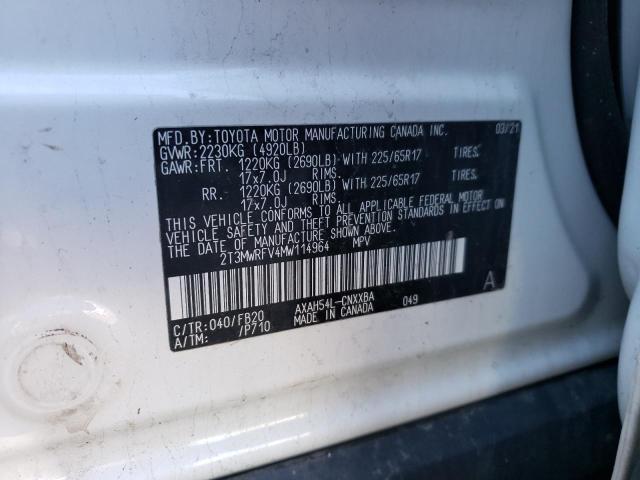 MFD. BY: TOYOTA MOTOR MANUFACTURING CANADA INC. 03/21
GVWR: 2230KG (4920LB)
GAWR: FRT. 1220KG (2690LB) WITH 225/65R17 TIRES.
17x7.0J RIMS.
RR. 1220KG (2690LB) WITH 225/65R17 TIRES.
17x7.0J RIMS.
THIS VEHICLE CONFORMS TO ALL APPLICABLE FEDERAL MOTOR
VEHICLE SAFETY AND THEFT PREVENTION STANDARDS IN EFFECT ON
THE DATE OF MANUFACTURE SHOWN ABOVE.
2T3MWRFV4MW114964 MPV
A
C/TR: 040/FB20 AXAH54L-CNXXBA 049
A/TM: /P710 MADE IN CANADA